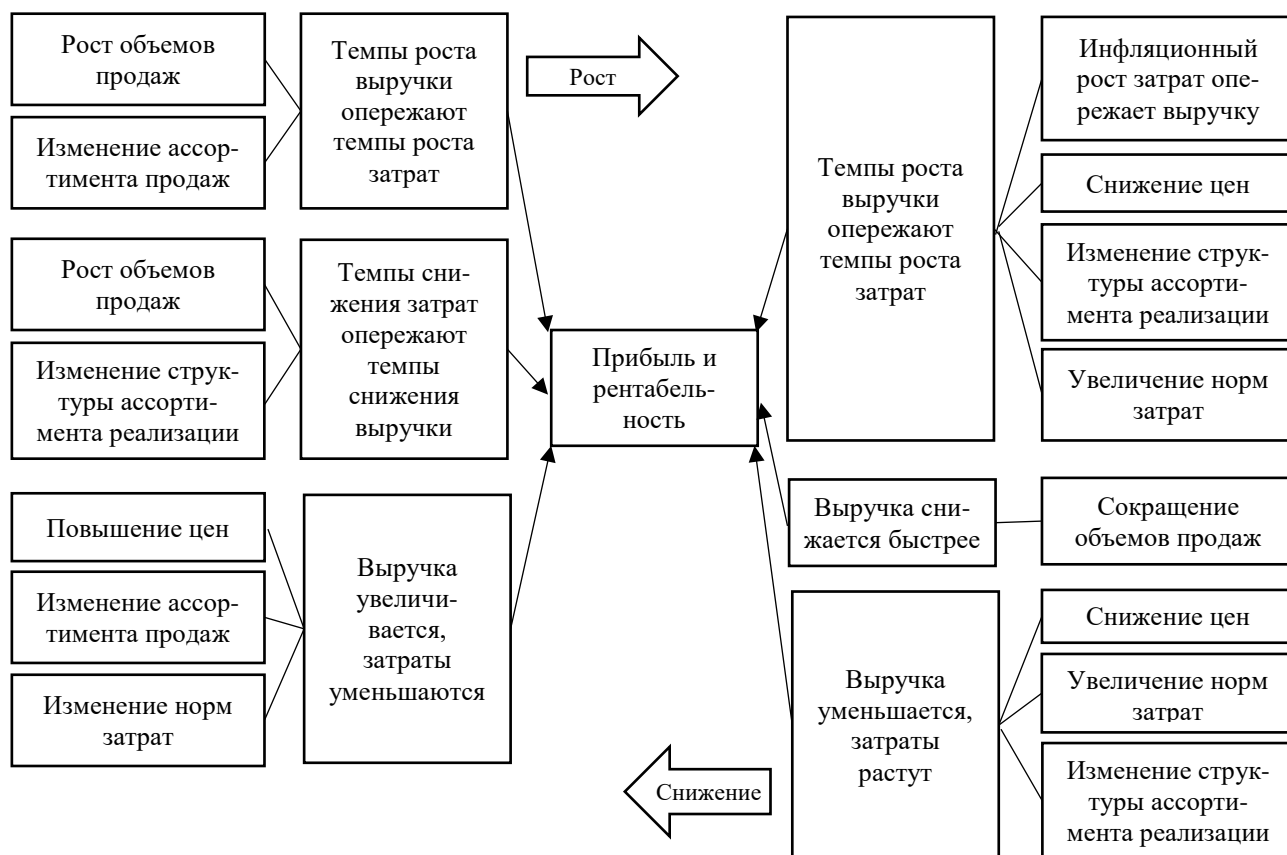 Рост объемов
продаж
Изменение ассор-
тимента продаж
Темпы роста
выручки
опережают
темпы роста
затрат
Рост
Рост объемов
продаж
Изменение струк-
туры ассорти-
мента реализации
Темпы сни-
жения затрат
опережают
темпы
снижения
выручки
Повышение цен
Изменение ассор-
тимента продаж
Изменение норм
затрат
Выручка
увеличи-
вается,
затраты
уменьшаются
Прибыль и
рентабель-
ность
Темпы роста
выручки
опережают
темпы роста
затрат
Инфляционный
рост затрат опе-
режает выручку
Снижение цен
Изменение струк-
туры ассорти-
мента реализации
Увеличение норм
затрат
Выручка сни-
жается быстрее
Сокращение
объемов продаж
Выручка
уменьшается,
затраты
растут
Снижение цен
Увеличение норм
затрат
Изменение струк-
туры ассорти-
мента реализации
Снижение